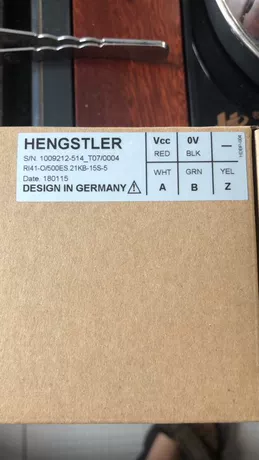 HENGSTLER
S/N. 1009212-514_T07/0004
RI41-O/500ES.21KB-15S-5
Date. 180115
DESIGN IN GERMANY
Vcc 0V —
RED BLK
WHT GRN YEL
A B Z